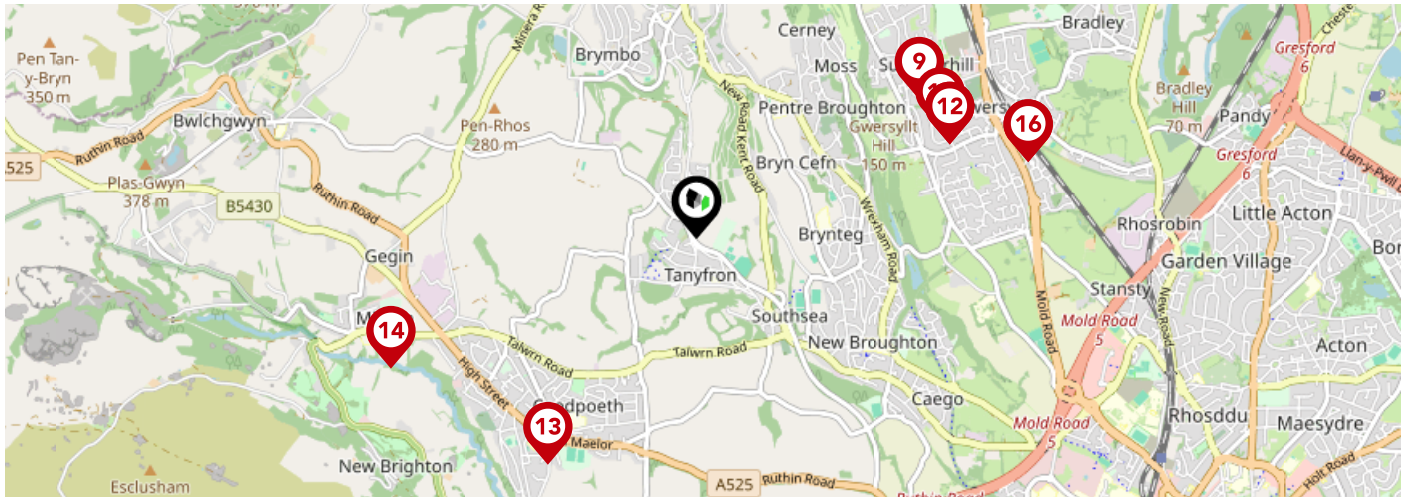 Cerney
Bradley
Gresford
6
Pen Tan-
y-Bryn
350 m
Brymbo
Minera
Moss
9
Bradley
Hill
70 m
Pandy
Bwlchgwyn
Pen-Rhos
280 m
Pentre Broughton
12
16
New Road
Kent Road
Gwersyllt
Hill
150 m
Ruthin Road
Gresford
6
Bryn Cefn
Plas Gwyn
378 m
B5430
Ruthin Road
Wrexham Road
Rhosrobin
Little Acton
Brynteg
Gegin
Tanyfron
Garden Village
Stansty
New Road
Mold Road
Southsea
Mold Road
5
14
Talwrn Road
Talwrn Road
New Broughton
Acton
High Street
Caego
Rhosddu
Maesydre
13
Maelor
Mold Road
5
New Brighton
A525
Ruthin Road
Holt Road
Esclusham
Ruthin Road